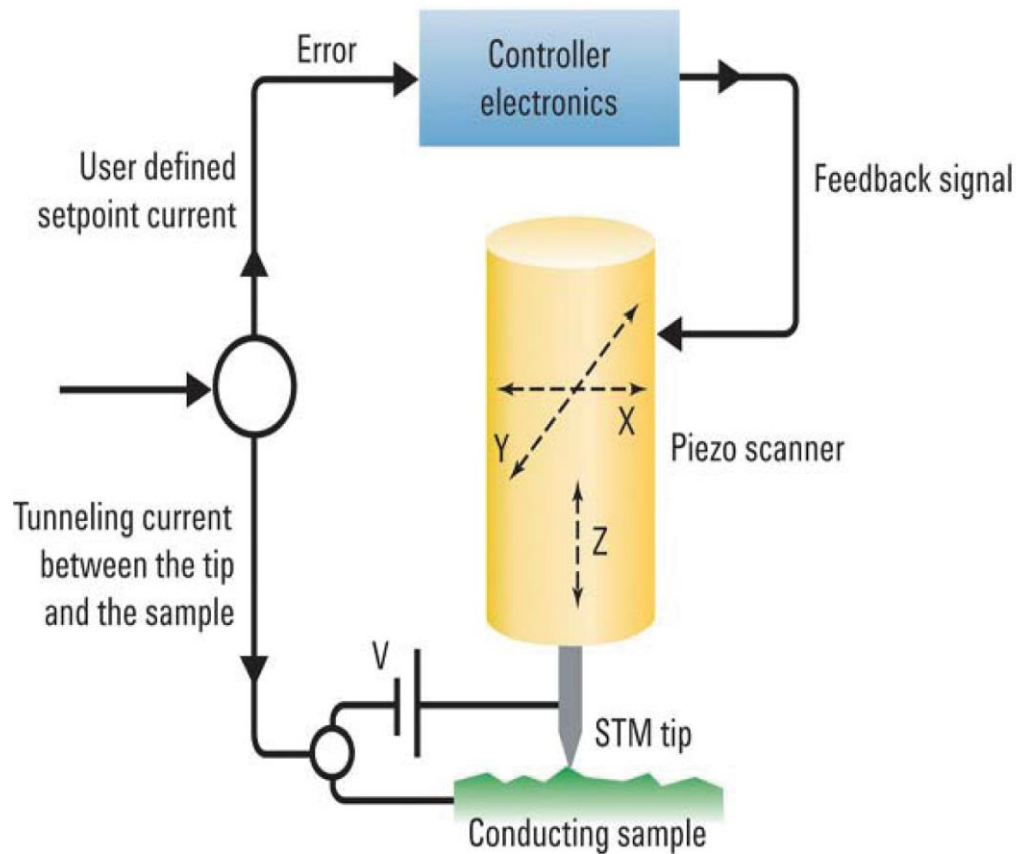 Error
Controller
electronics
User defined
setpoint current
Feedback signal
X
Y
Piezo scanner
Z
Tunneling current
between the tip
and the sample
V
STM tip
Conducting sample